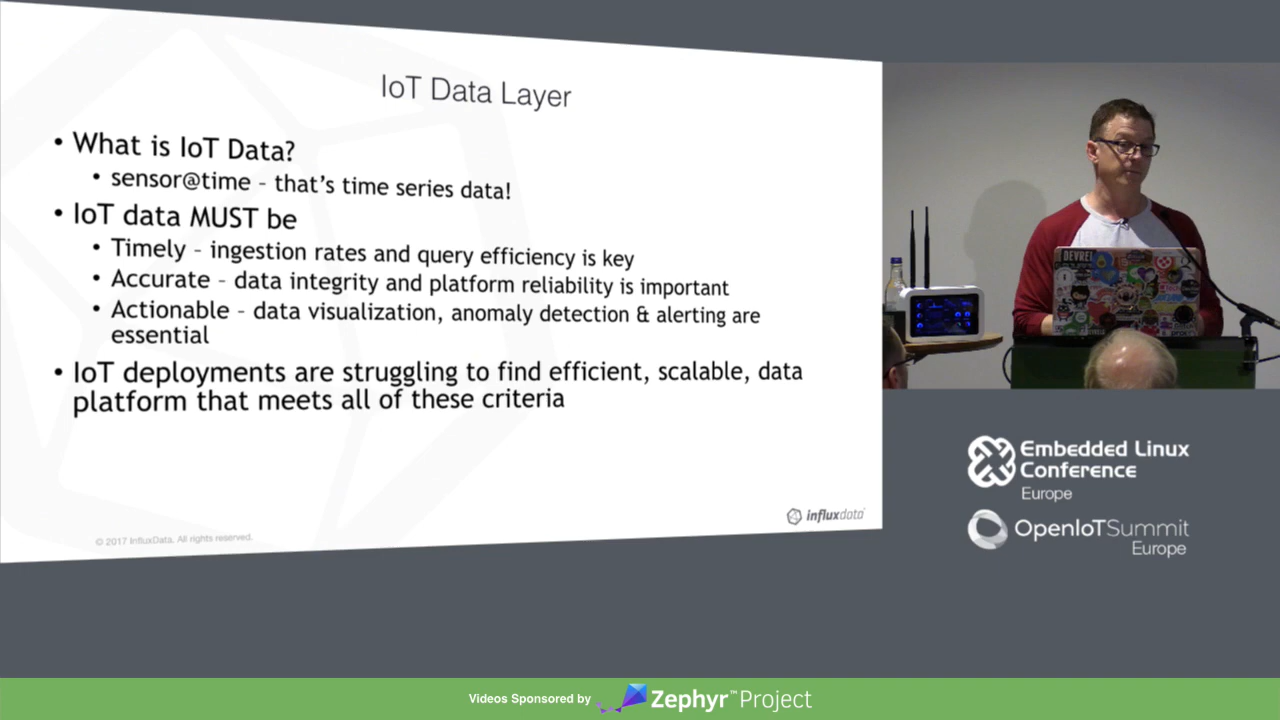 IoT Data Layer
• What is IoT Data?
• sensor@time – that's time series data!
• IoT data MUST be
• Timely – ingestion rates and query efficiency is key
• Accurate – data integrity and platform reliability is important
• Actionable – data visualization, anomaly detection & alerting are
essential
• IoT deployments are struggling to find efficient, scalable, data
platform that meets all of these criteria
influxdata
© 2017 InfluxData. All rights reserved.
DEVREL
Embedded Linux
Conference
Europe
OpenIoTSummit
Europe
Videos Sponsored by Zephyr™Project